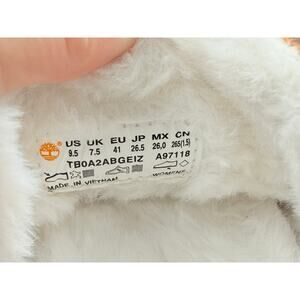 US UK EU JP MX CN
9.5 7.5 41 26.5 26.0 265(1.5)
TB0A2ABGEIZ A97118
MADE IN VIETNAM WOMENS